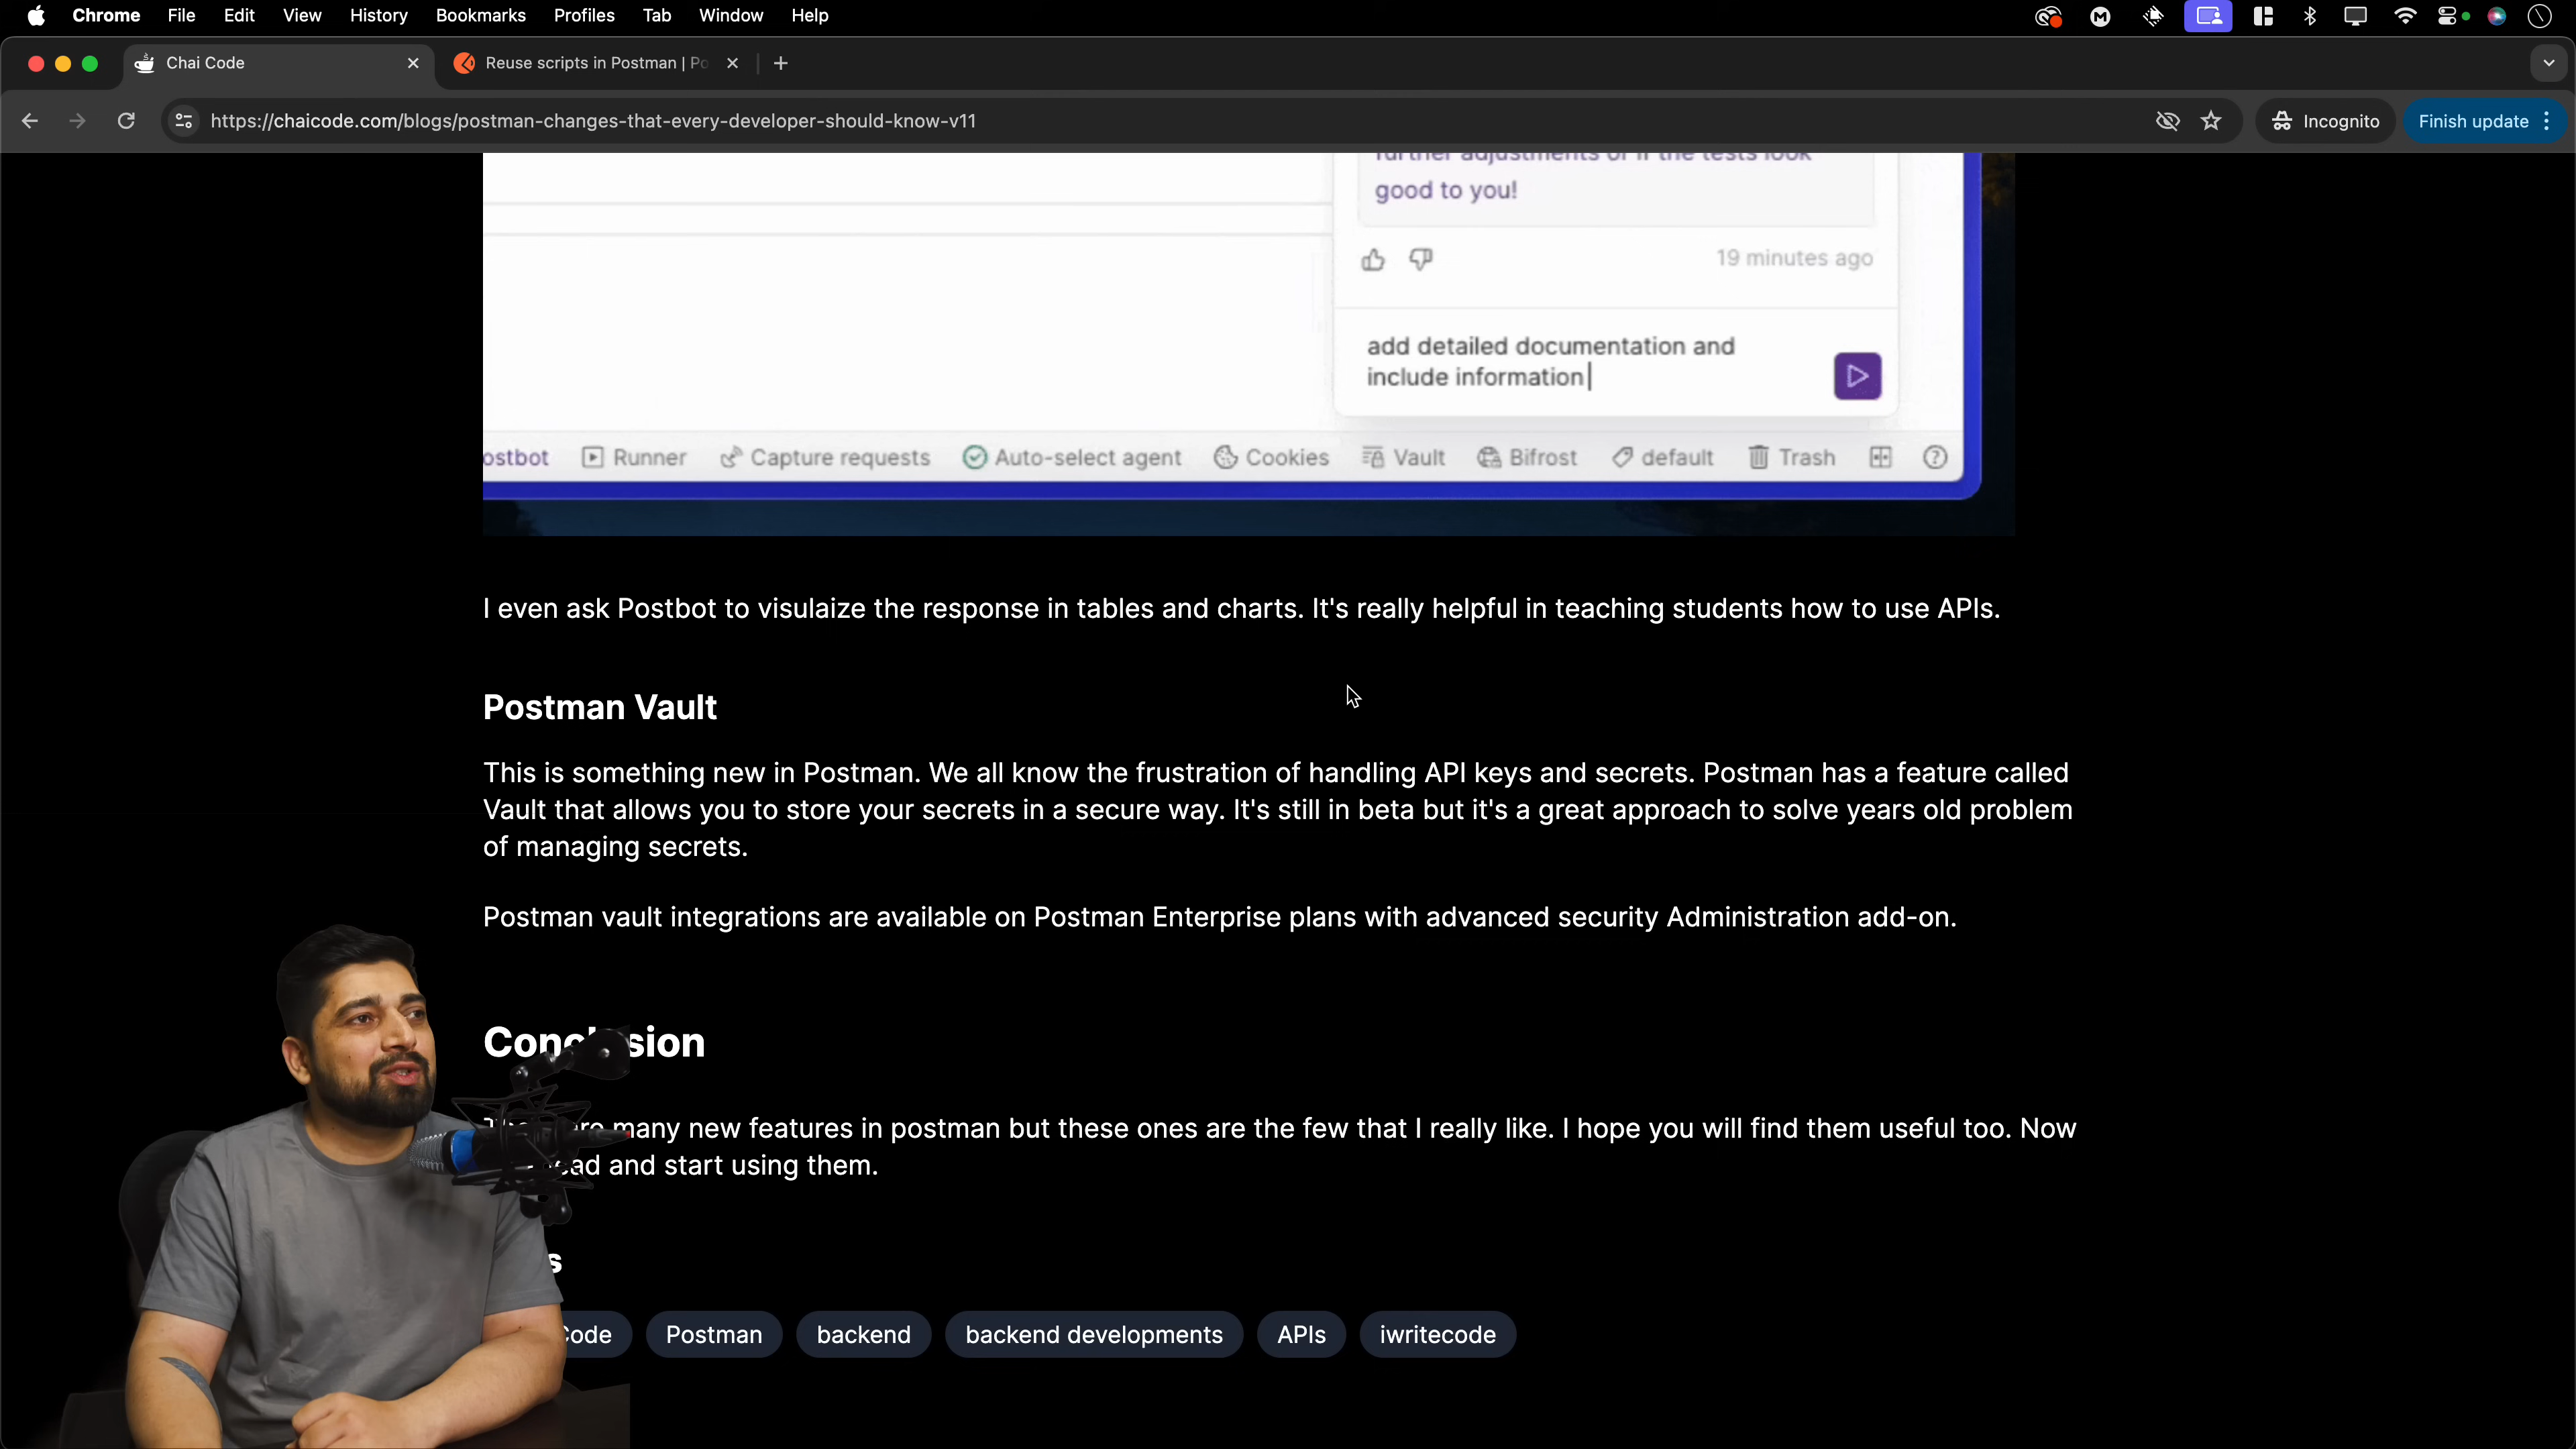 Chrome File Edit View History Bookmarks Profiles Tab Window Help
Chai Code
Reuse scripts in Postman | Po
https://chaicode.com/blogs/postman-changes-that-every-developer-should-know-v11
Incognito
Finish update
further adjustments or if the tests look
good to you!
19 minutes ago
add detailed documentation and
include information
ostbot Runner Capture requests Auto-select agent Cookies Vault Bifrost default Trash
I even ask Postbot to visulaize the response in tables and charts. It's really helpful in teaching students how to use APIs.
Postman Vault
This is something new in Postman. We all know the frustration of handling API keys and secrets. Postman has a feature called
Vault that allows you to store your secrets in a secure way. It's still in beta but it's a great approach to solve years old problem
of managing secrets.
Postman vault integrations are available on Postman Enterprise plans with advanced security Administration add-on.
Conclusion
many new features in postman but these ones are the few that I really like. I hope you will find them useful too. Now
and start using them.
s
Code Postman backend backend developments APIs iwritecode